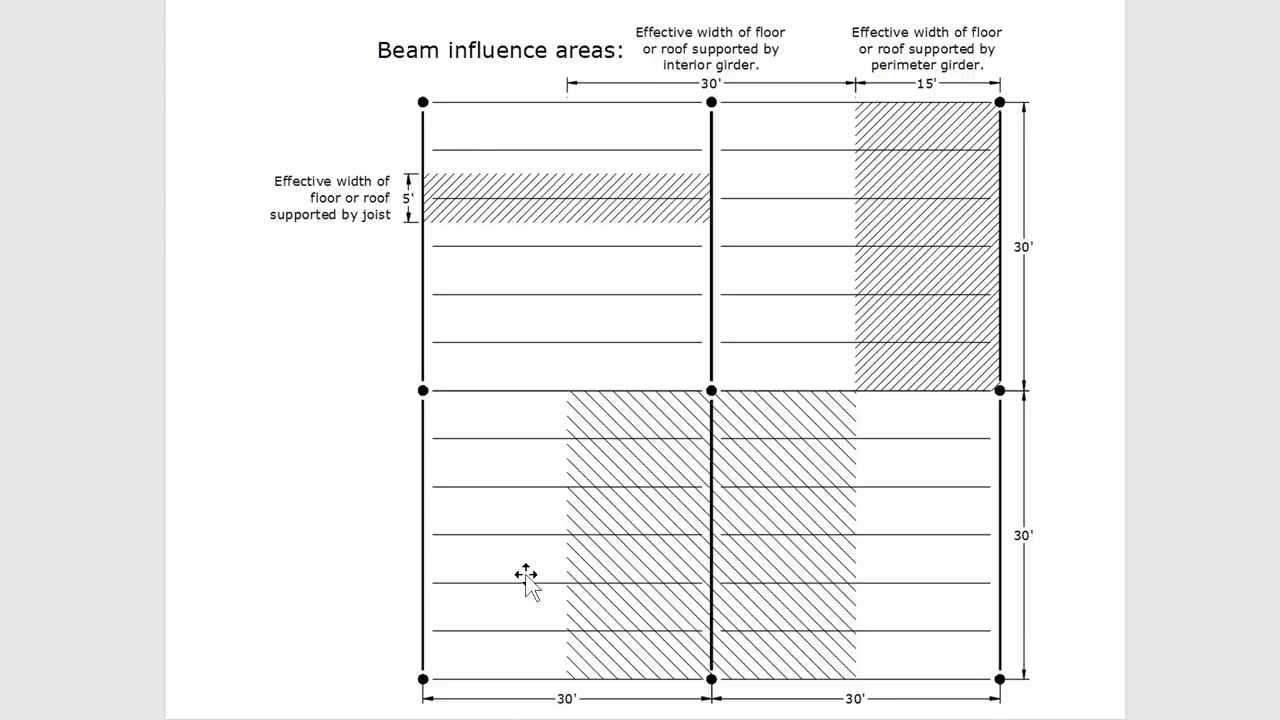 Beam influence areas:
Effective width of floor
or roof supported by
interior girder.
Effective width of floor
or roof supported by
perimeter girder.
30'
15'
Effective width of
floor or roof
supported by joist
5'
30'
30'
30'
30'